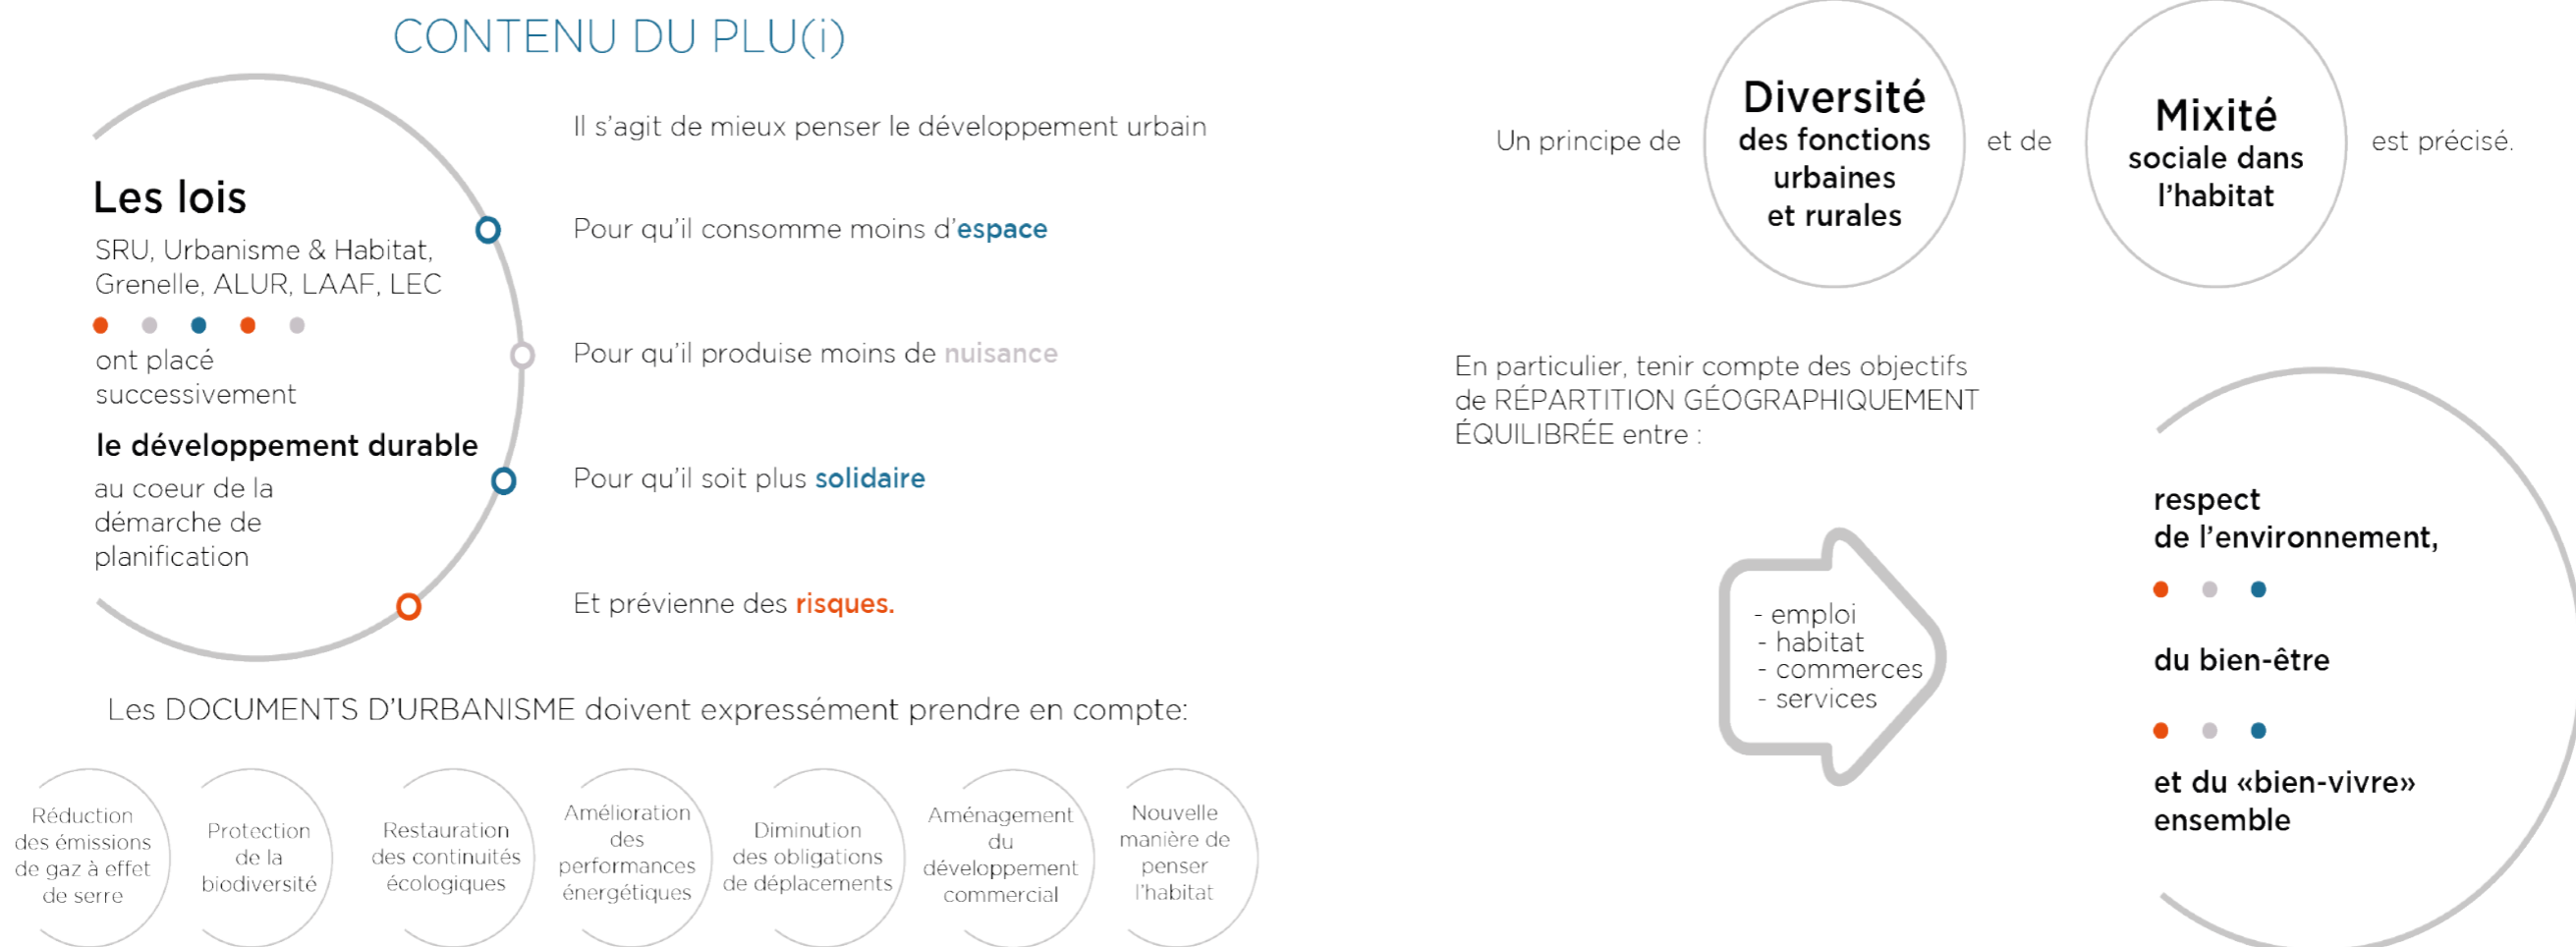 CONTENU DU PLU(i)
Les lois
SRU, Urbanisme & Habitat,
Grenelle, ALUR, LAAF, LEC
ont placé
successivement
le développement durable
au coeur de la
démarche de
planification
Il s'agit de mieux penser le développement urbain
Pour qu'il consomme moins d'espace
Pour qu'il produise moins de nuisance
Pour qu'il soit plus solidaire
Et prévienne des risques.
Les DOCUMENTS D'URBANISME doivent expressément prendre en compte:
Réduction
des émissions
de gaz à effet
de serre
Protection
de la
biodiversité
Restauration
des continuités
écologiques
Amélioration
des
performances
énergétiques
Diminution
des obligations
de déplacements
Aménagement
du
développement
commercial
Nouvelle
manière de
penser
l'habitat
Un principe de
Diversité
des fonctions
urbaines
et rurales
et de
Mixité
sociale dans
l'habitat
est précisé.
En particulier, tenir compte des objectifs
de RÉPARTITION GÉOGRAPHIQUEMENT
ÉQUILIBRÉE entre :
- emploi
- habitat
- commerces
- services
respect
de l'environnement,
du bien-être
et du «bien-vivre»
ensemble